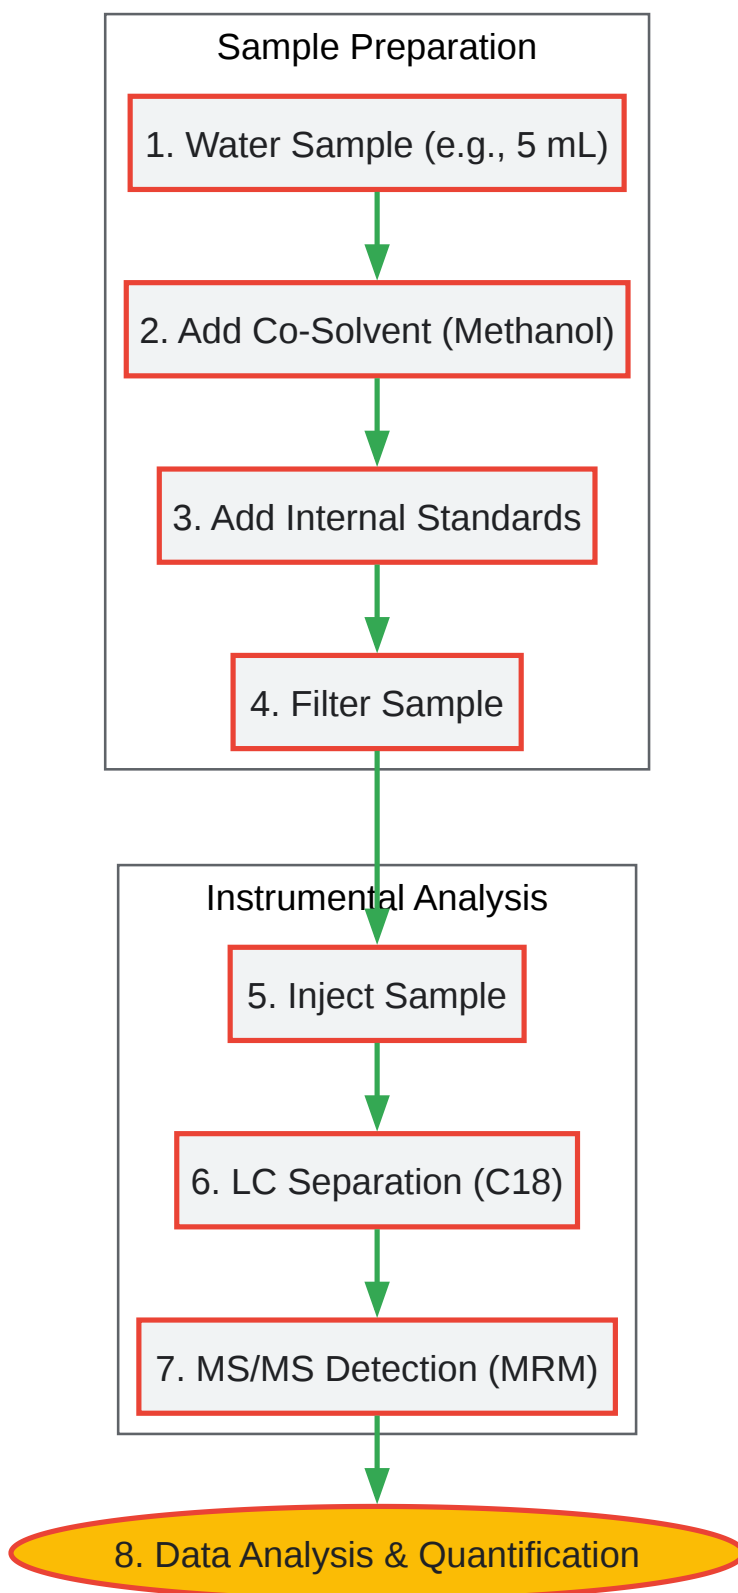 Sample Preparation
1. Water Sample (e.g., 5 mL)
2. Add Co-Solvent (Methanol)
3. Add Internal Standards
4. Filter Sample
Instrumental Analysis
5. Inject Sample
6. LC Separation (C18)
7. MS/MS Detection (MRM)
8. Data Analysis & Quantification